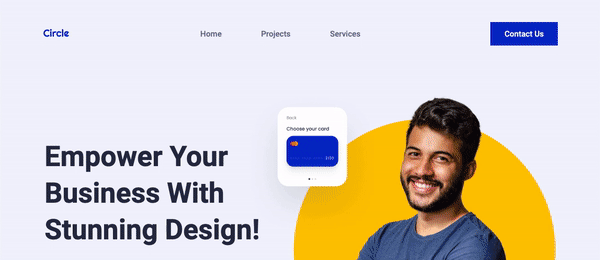 Circle
Home
Projects
Services
Contact Us
Back
Choose your card
Empower Your
Business With
Stunning Design!